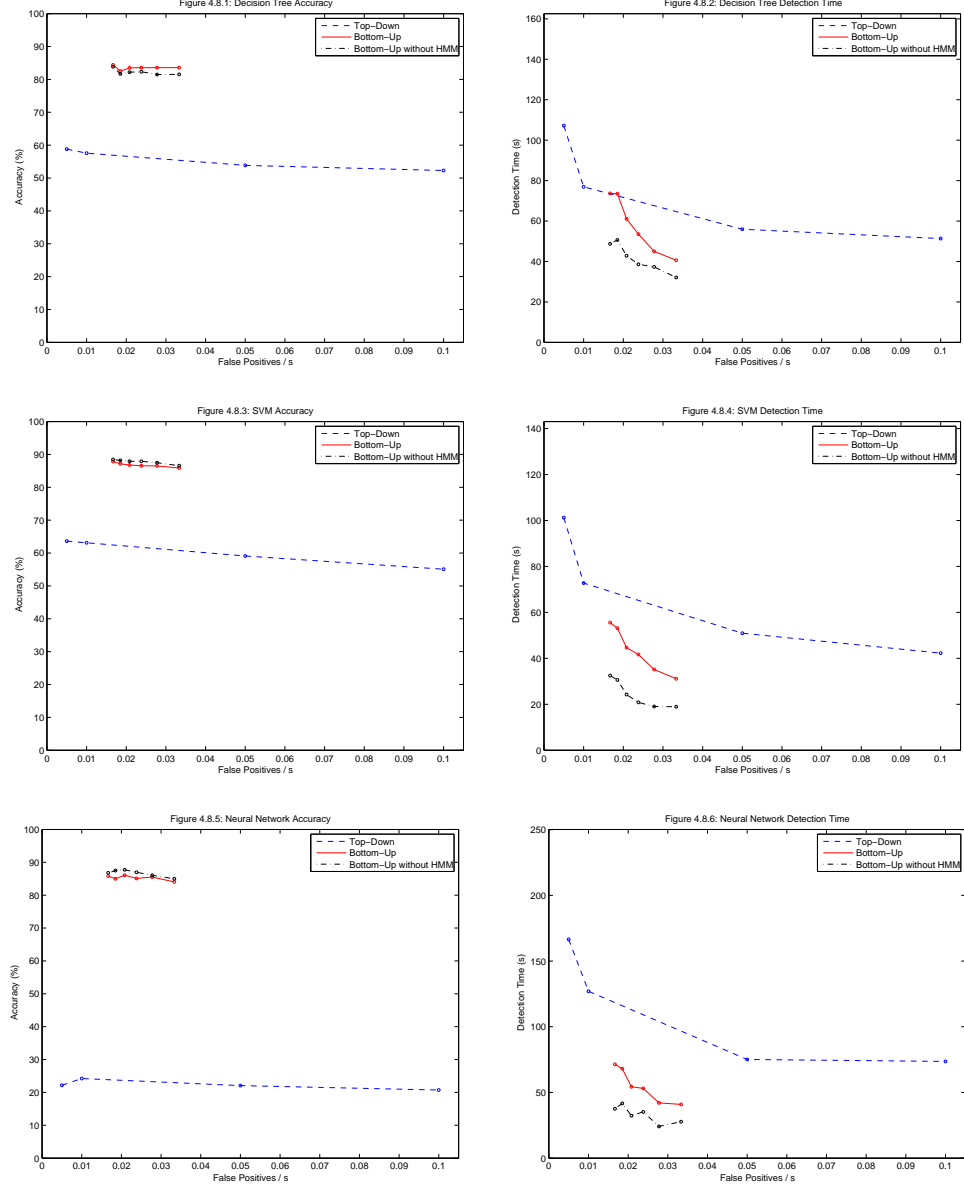 Figure 4.8.1: Decision Tree Accuracy
100
90
80
70
60
50
40
30
20
10
0
Accuracy (%)
0 0.01 0.02 0.03 0.04 0.05 0.06 0.07 0.08 0.09 0.1
False Positives / s
Top−Down
Bottom−Up
Bottom−Up without HMM
Figure 4.8.2: Decision Tree Detection Time
160
140
120
100
80
60
40
20
0
Detection Time (s)
0 0.01 0.02 0.03 0.04 0.05 0.06 0.07 0.08 0.09 0.1
False Positives / s
Top−Down
Bottom−Up
Bottom−Up without HMM
Figure 4.8.3: SVM Accuracy
100
90
80
70
60
50
40
30
20
10
0
Accuracy (%)
0 0.01 0.02 0.03 0.04 0.05 0.06 0.07 0.08 0.09 0.1
False Positives / s
Top−Down
Bottom−Up
Bottom−Up without HMM
Figure 4.8.4: SVM Detection Time
140
120
100
80
60
40
20
0
Detection Time (s)
0 0.01 0.02 0.03 0.04 0.05 0.06 0.07 0.08 0.09 0.1
False Positives / s
Top−Down
Bottom−Up
Bottom−Up without HMM
Figure 4.8.5: Neural Network Accuracy
100
90
80
70
60
50
40
30
20
10
0
Accuracy (%)
0 0.01 0.02 0.03 0.04 0.05 0.06 0.07 0.08 0.09 0.1
False Positives / s
Top−Down
Bottom−Up
Bottom−Up without HMM
Figure 4.8.6: Neural Network Detection Time
250
200
150
100
50
0
Detection Time (s)
0 0.01 0.02 0.03 0.04 0.05 0.06 0.07 0.08 0.09 0.1
False Positives / s
Top−Down
Bottom−Up
Bottom−Up without HMM